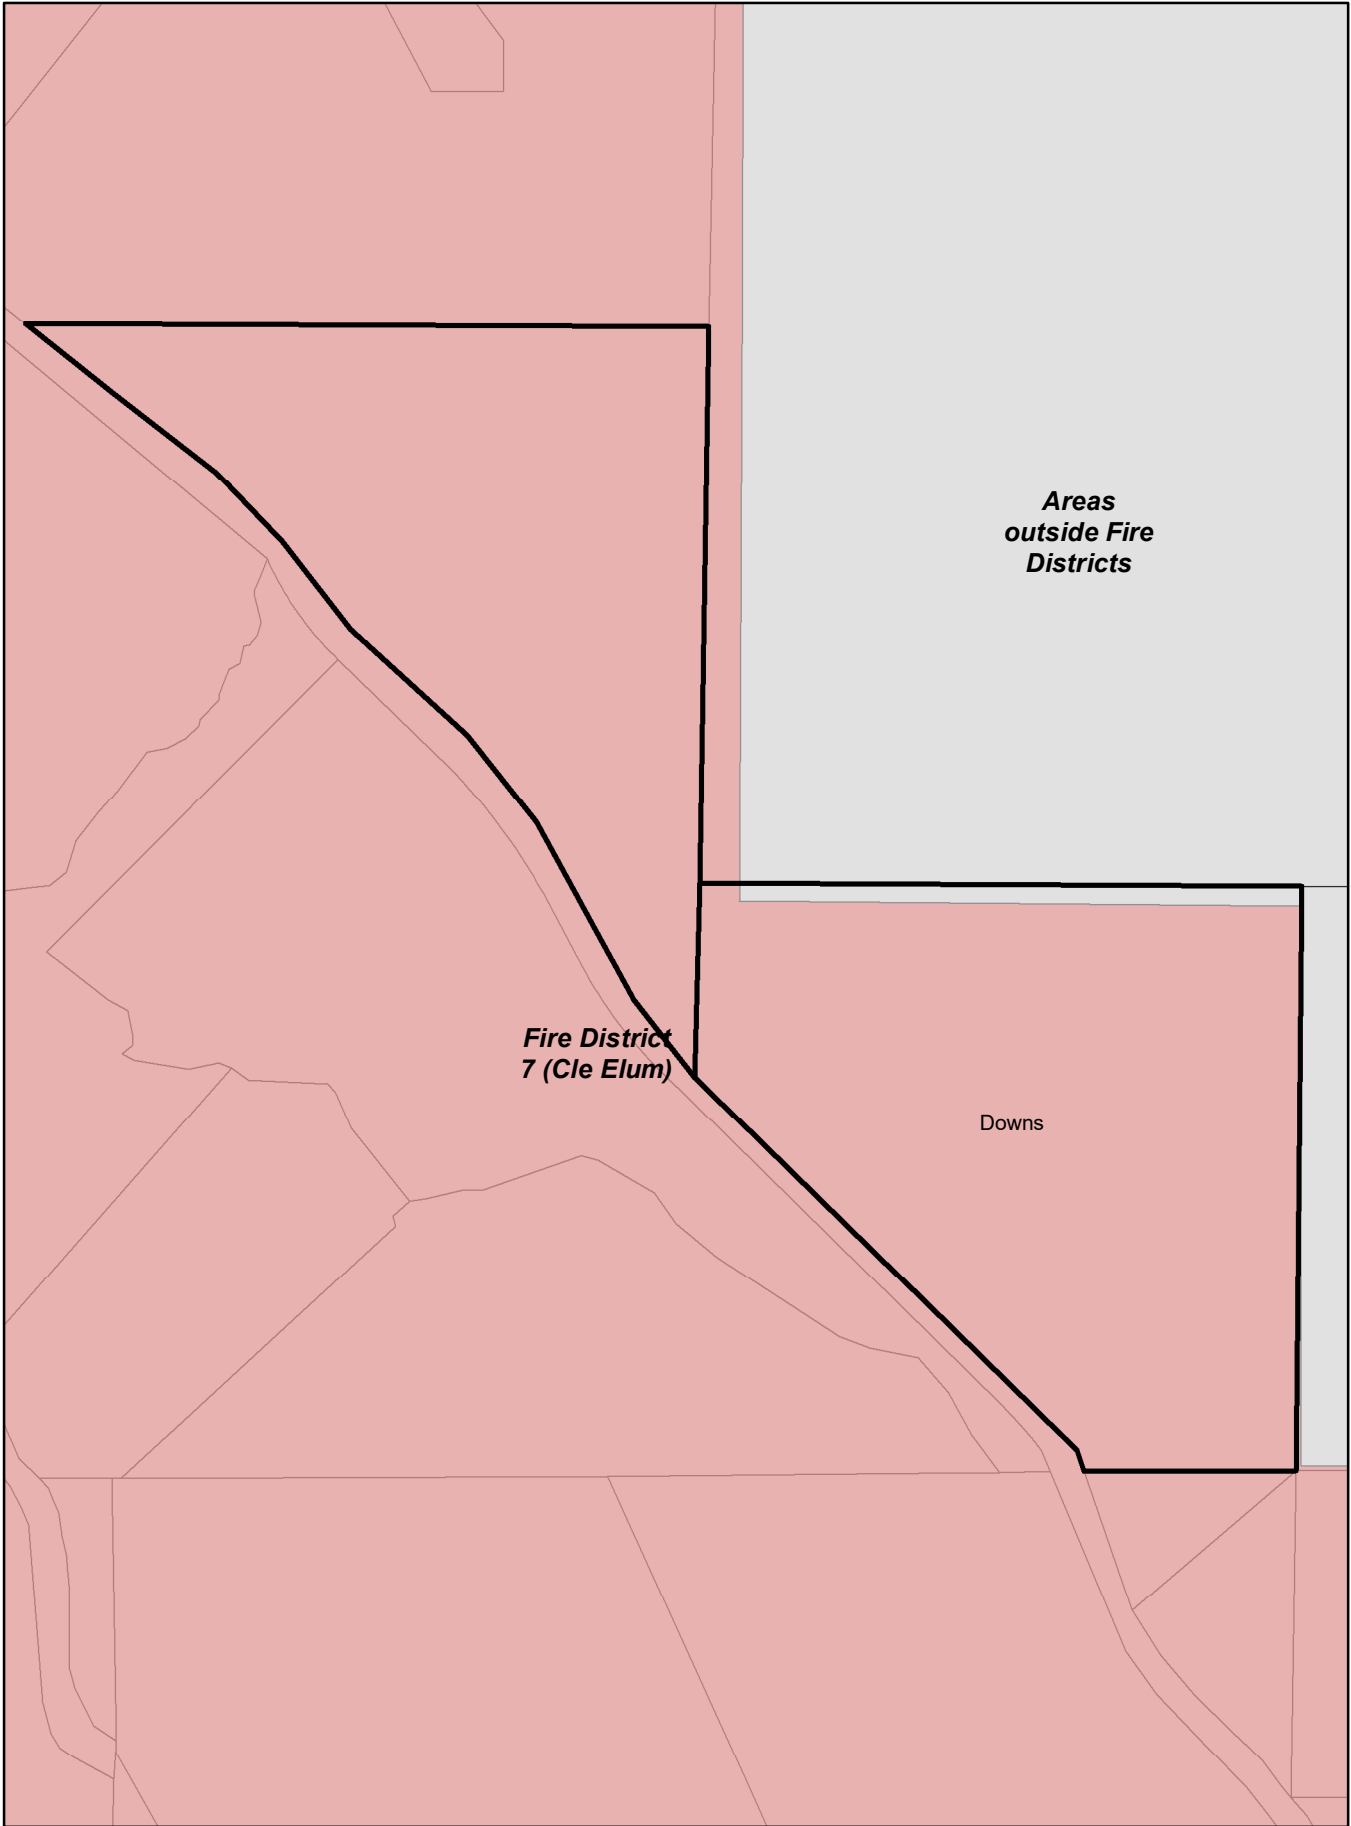 Areas
outside Fire
Districts
Fire District
7 (Cle Elum)
Downs